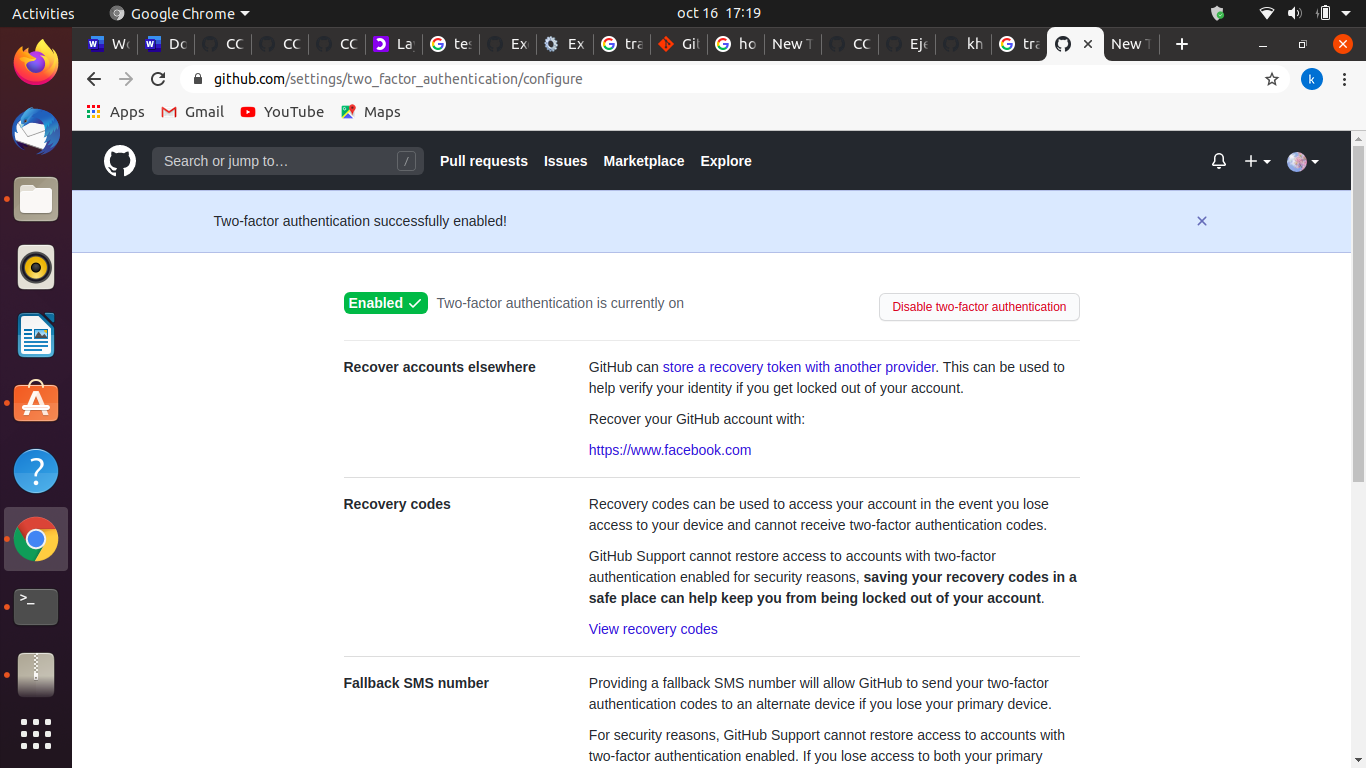 Activities Google Chrome oct 16 17:19
Wo Do CO CO CO Lay tes Exe Ex tra Git ho New T CO Eje kh tra New T
github.com/settings/two_factor_authentication/configure k
Apps Gmail YouTube Maps
Search or jump to… / Pull requests Issues Marketplace Explore
Two-factor authentication successfully enabled!
Enabled Two-factor authentication is currently on Disable two-factor authentication
Recover accounts elsewhere GitHub can store a recovery token with another provider. This can be used to
help verify your identity if you get locked out of your account.
Recover your GitHub account with:
https://www.facebook.com
Recovery codes Recovery codes can be used to access your account in the event you lose
access to your device and cannot receive two-factor authentication codes.
GitHub Support cannot restore access to accounts with two-factor
authentication enabled for security reasons, saving your recovery codes in a
safe place can help keep you from being locked out of your account.
View recovery codes
Fallback SMS number Providing a fallback SMS number will allow GitHub to send your two-factor
authentication codes to an alternate device if you lose your primary device.
For security reasons, GitHub Support cannot restore access to accounts with
two-factor authentication enabled. If you lose access to both your primary